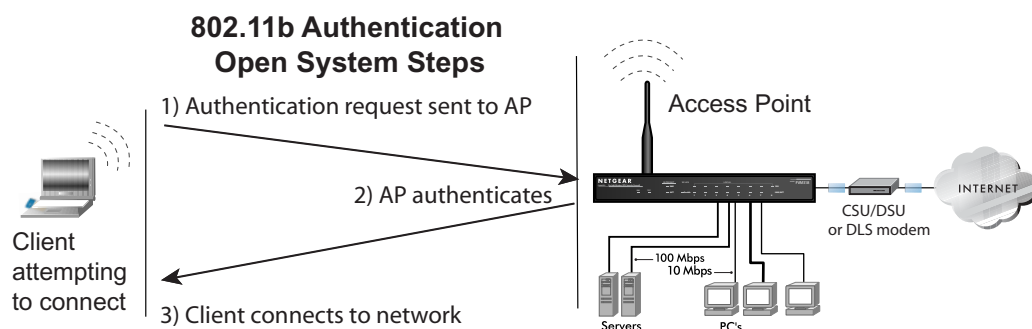 802.11b Authentication
Open System Steps
1) Authentication request sent to AP
Access Point
NETGEAR
2) AP authenticates
INTERNET
CSU/DSU
or DLS modem
Client
attempting
to connect
100 Mbps
10 Mbps
3) Client connects to network
Servers
PC's